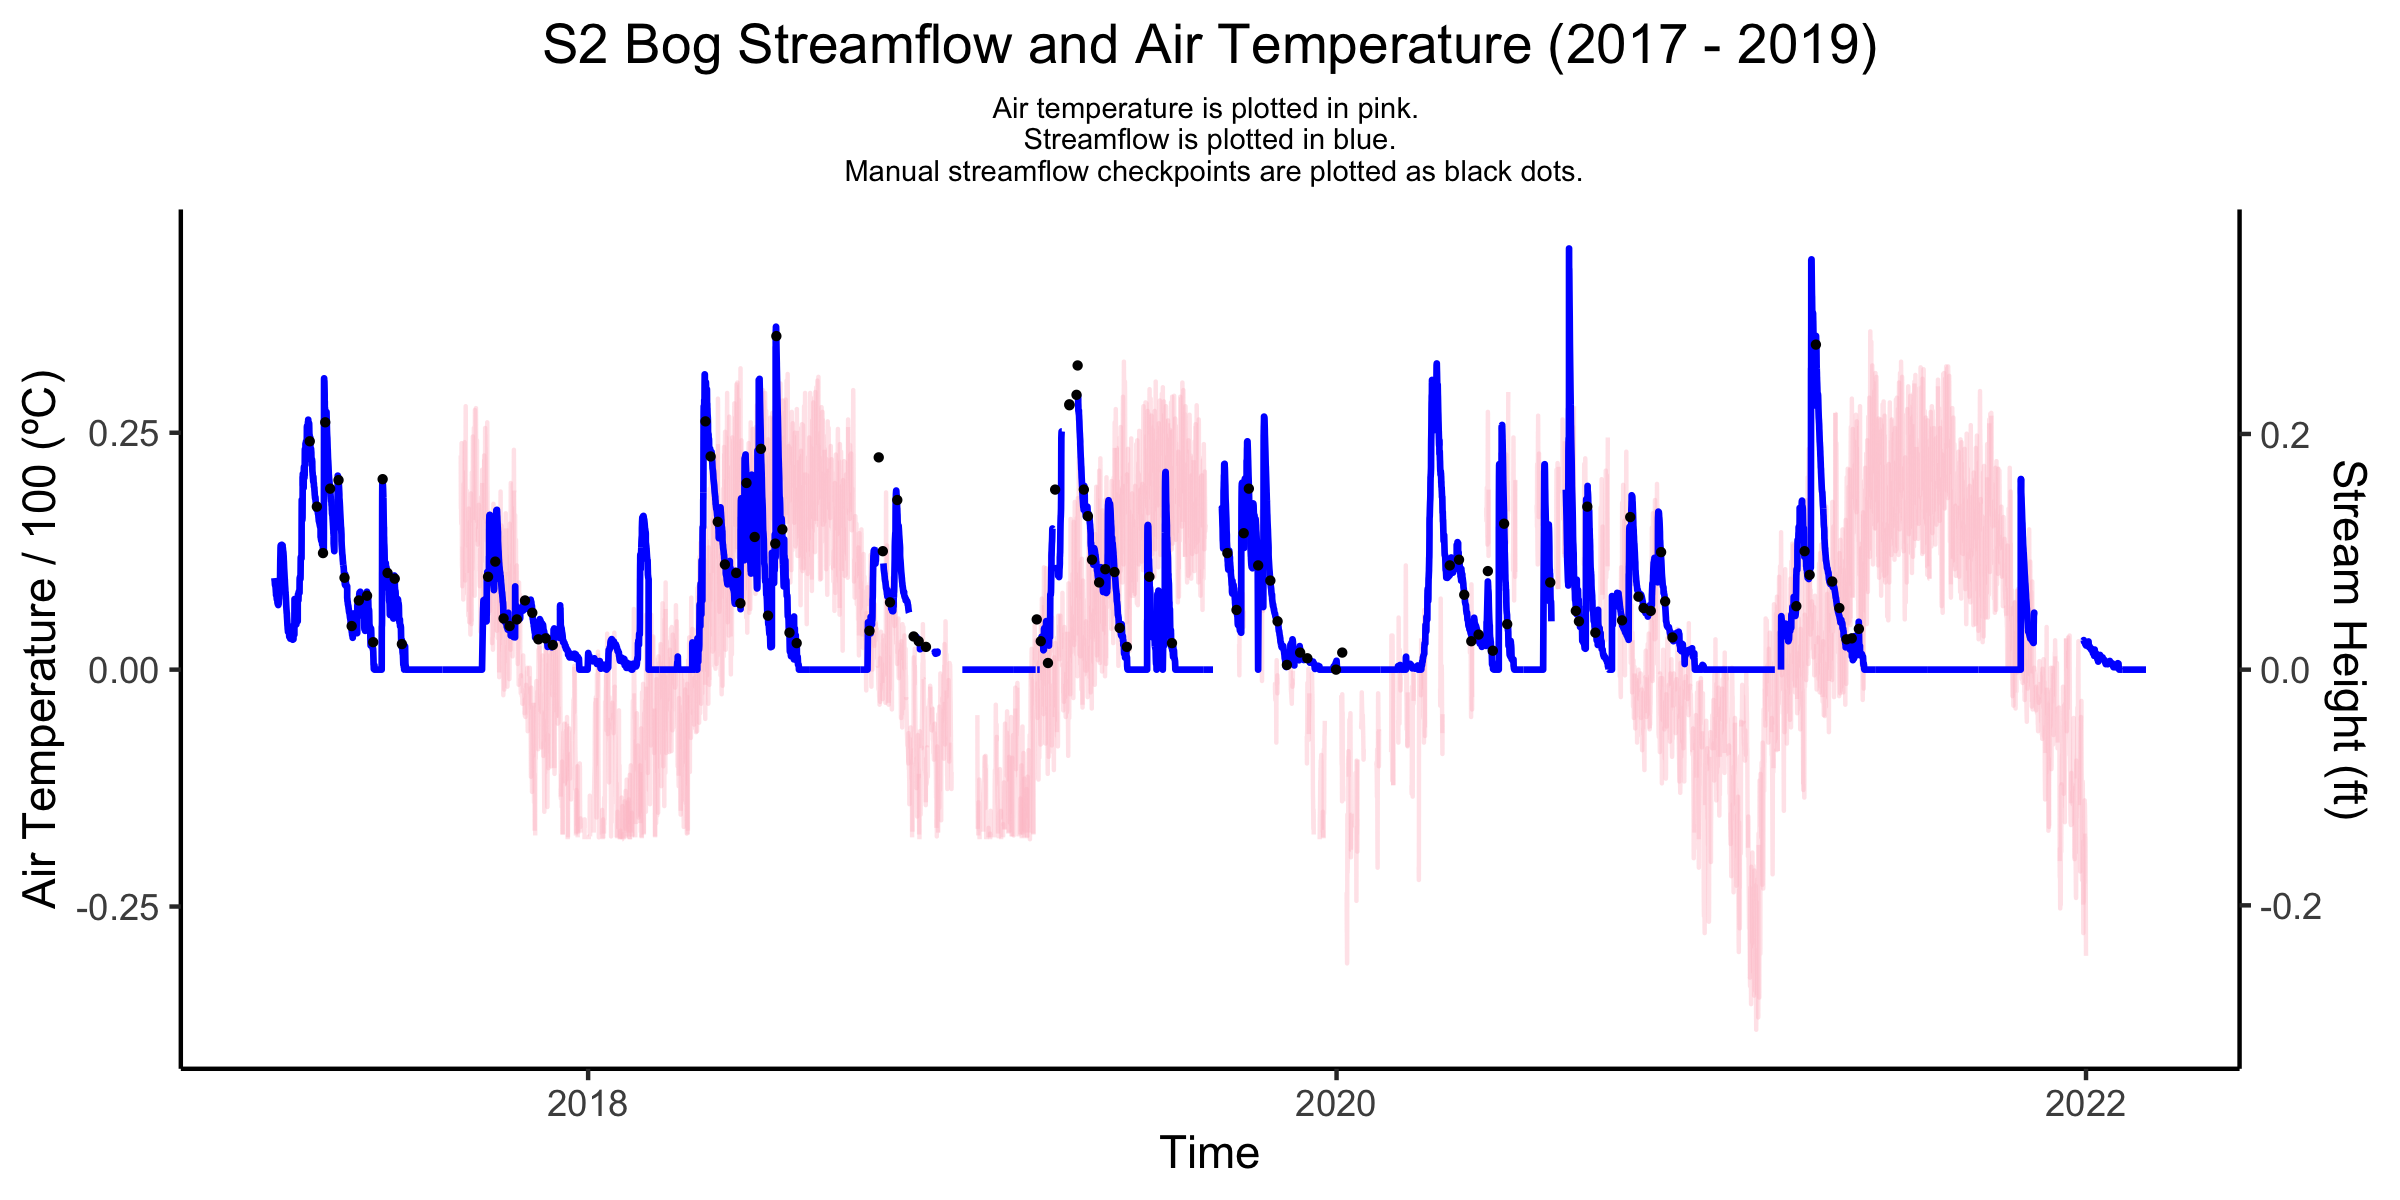 S2 Bog Streamflow and Air Temperature (2017 - 2019)
Air temperature is plotted in pink.
Streamflow is plotted in blue.
Manual streamflow checkpoints are plotted as black dots.
Air Temperature / 100 (ºC)
0.25
0.00
-0.25
0.2
0.0
-0.2
Stream Height (ft)
2018
2020
2022
Time